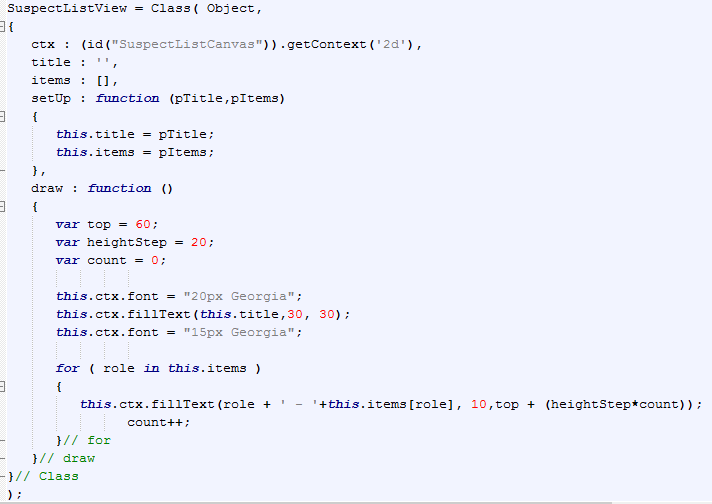 SuspectListView = Class( Object,
{
ctx : (id("SuspectListCanvas")).getContext('2d'),
title : '',
items : [],
setUp : function (pTitle,pItems)
{
this.title = pTitle;
this.items = pItems;
},
draw : function ()
{
var top = 60;
var heightStep = 20;
var count = 0;
this.ctx.font = "20px Georgia";
this.ctx.fillText(this.title,30, 30);
this.ctx.font = "15px Georgia";
for ( role in this.items )
{
this.ctx.fillText(role + ' - '+this.items[role], 10,top + (heightStep*count));
count++;
}// for
}// draw
}// Class
);